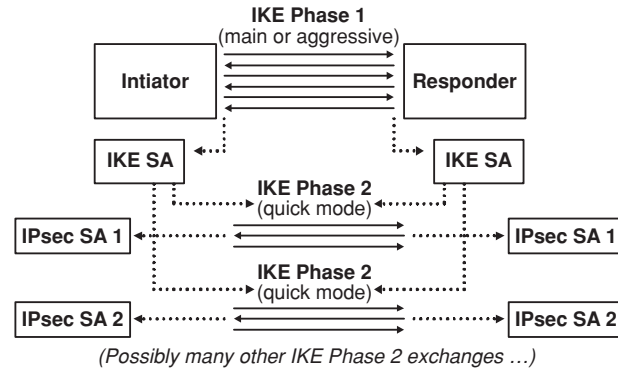 IKE Phase 1
(main or aggressive)
Intiator
Responder
IKE SA
IKE SA
IKE Phase 2
(quick mode)
IPsec SA 1
IPsec SA 1
IKE Phase 2
(quick mode)
IPsec SA 2
IPsec SA 2
(Possibly many other IKE Phase 2 exchanges …)